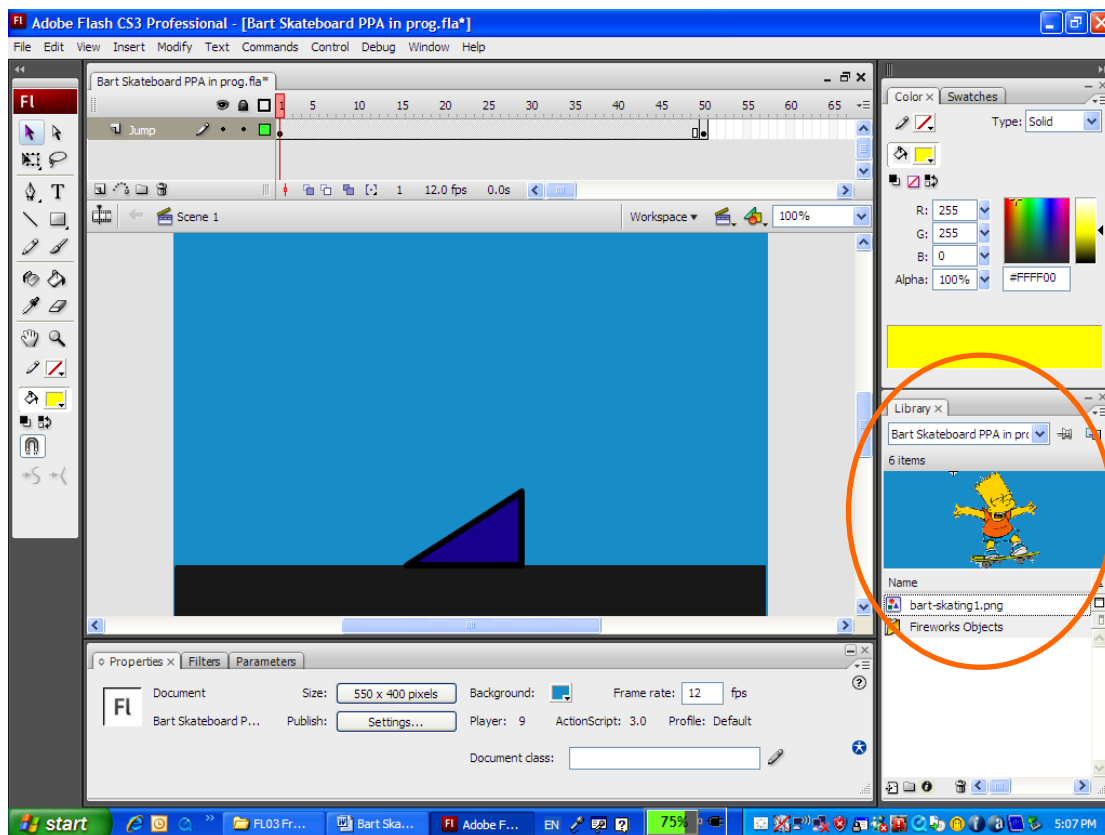 Fl Adobe Flash CS3 Professional - [Bart Skateboard PPA in prog.fla*]
File Edit View Insert Modify Text Commands Control Debug Window Help
Bart Skateboard PPA in prog.fla*
Fl
1 5 10 15 20 25 30 35 40 45 50 55 60 65
Jump
1 12.0 fps 0.0s
Scene 1
Workspace
100%
T
Color Swatches
Type: Solid
R: 255
G: 255
B: 0
Alpha: 100% #FFFF00
Library
Bart Skateboard PPA in pro
6 items
Name
bart-skating1.png
Fireworks Objects
Properties Filters Parameters
Fl
Document Size: 550 x 400 pixels Background: Frame rate: 12 fps
Bart Skateboard P... Publish: Settings... Player: 9 ActionScript: 3.0 Profile: Default
Document class:
start FL03 Fr... Bart Ska... Fl Adobe F... EN 75% 5:07 PM